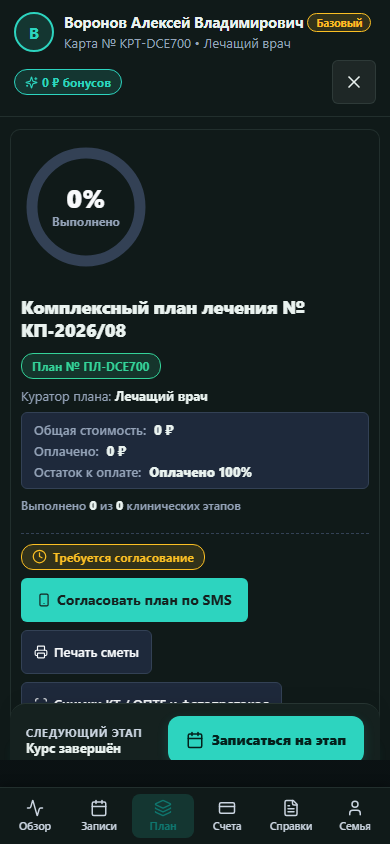 В
Воронов Алексей Владимирович
Базовый
Карта № КРТ-DCE700 • Лечащий врач
0 ₽ бонусов
0%
Выполнено
Комплексный план лечения №
КП-2026/08
План № ПЛ-DCE700
Куратор плана: Лечащий врач
Общая стоимость: 0 ₽
Оплачено: 0 ₽
Остаток к оплате: Оплачено 100%
Выполнено 0 из 0 клинических этапов
Требуется согласование
Согласовать план по SMS
Печать сметы
СЛЕДУЮЩИЙ ЭТАП
Курс завершён
Записаться на этап
Обзор
Записи
План
Счета
Справки
Семья